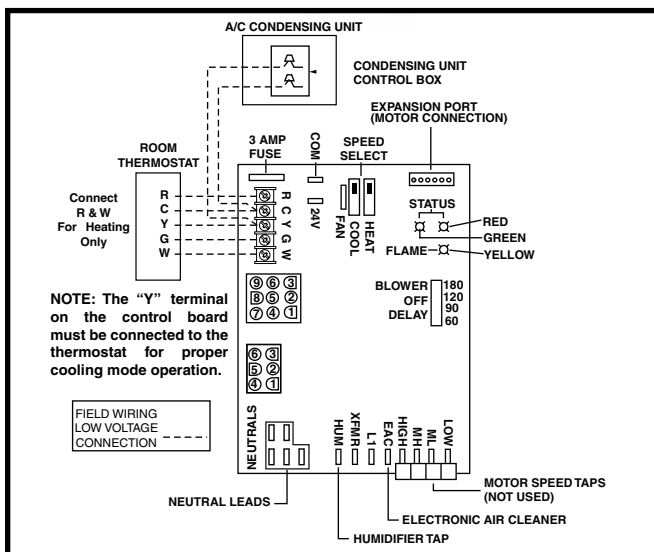 A/C CONDENSING UNIT
CONDENSING UNIT
CONTROL BOX
EXPANSION PORT
(MOTOR CONNECTION)
ROOM
THERMOSTAT
3 AMP
FUSE
COM
SPEED
SELECT
STATUS
Connect
R & W
For Heating
Only
R
C
Y
G
W
R
C
Y
G
W
24V
FAN
COOL
HEAT
RED
GREEN
FLAME
YELLOW
9 6 3
8 5 2
7 4 1
BLOWER
OFF
DELAY
180
120
90
60
NOTE: The “Y” terminal
on the control board
must be connected to the
thermostat for proper
cooling mode operation.
6 3
5 2
4 1
FIELD WIRING
LOW VOLTAGE
CONNECTION
NEUTRALS
HUM
XFMR
L1
EAC
HIGH
MH
ML
LOW
NEUTRAL LEADS
MOTOR SPEED TAPS
(NOT USED)
ELECTRONIC AIR CLEANER
HUMIDIFIER TAP